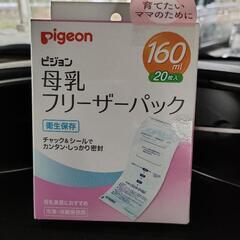 育てたい
ママのために
pigeon
160ml
20枚入
ピジョン
母乳
フリーザーパック
衛生保存
チャック&シールで
カンタン・しっかり密封